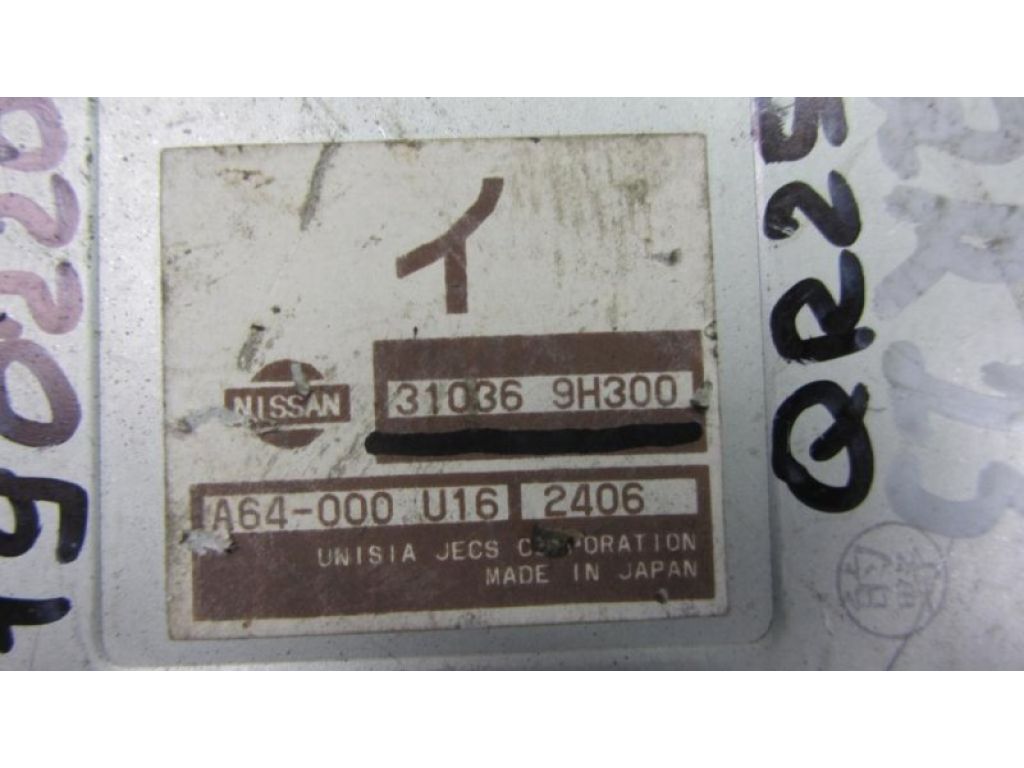 イ
NISSAN
31036 9H300
A64-000 U16 2406
UNISIA JECS CORPORATION
MADE IN JAPAN
QR25